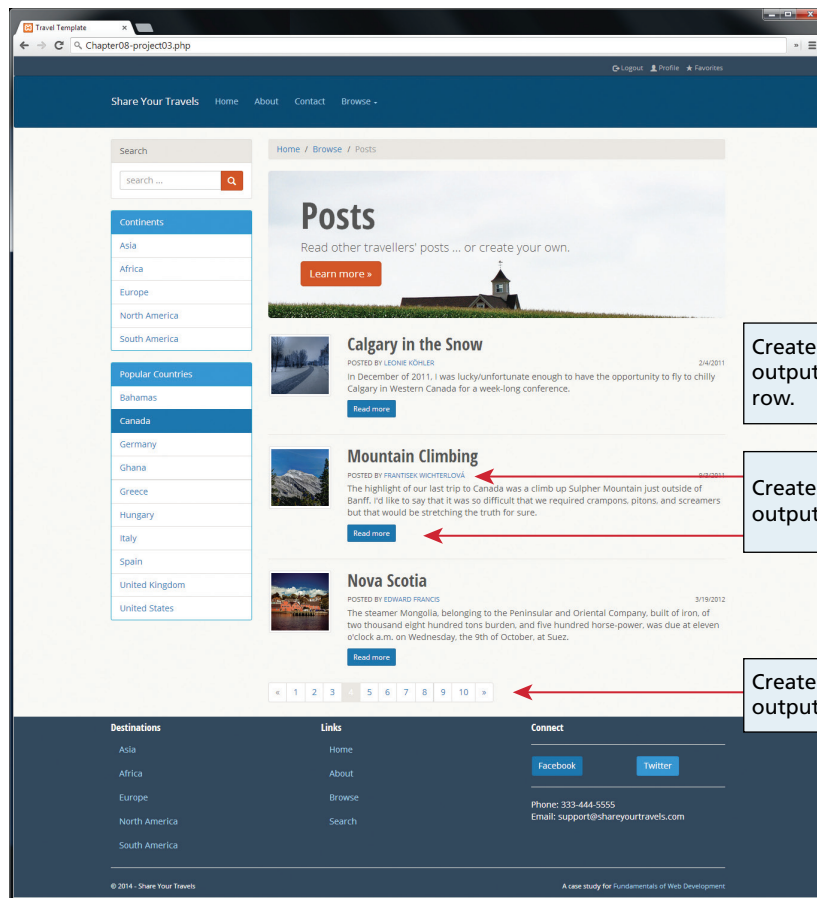 Travel Template
Chapter08-project03.php
Logout Profile Favorites
Share Your Travels Home About Contact Browse
Search
search ...
Continents
Asia
Africa
Europe
North America
South America
Popular Countries
Bahamas
Canada
Germany
Ghana
Greece
Hungary
Italy
Spain
United Kingdom
United States
Home / Browse / Posts
Posts
Read other travellers' posts ... or create your own.
Learn more »
Calgary in the Snow
POSTED BY LEONIE KÖHLER 2/4/2011
In December of 2011, I was lucky/unfortunate enough to have the opportunity to fly to chilly
Calgary in Western Canada for a week-long conference.
Read more
Mountain Climbing
POSTED BY FRANTISEK WICHTERLOVÁ
The highlight of our last trip to Canada was a climb up Sulpher Mountain just outside of
Banff. I'd like to say that it was so difficult that we required crampons, pitons, and screamers
but that would be stretching the truth for sure.
Read more
Nova Scotia
POSTED BY EDWARD FRANCIS 3/19/2012
The steamer Mongolia, belonging to the Peninsular and Oriental Company, built of iron, of
two thousand eight hundred tons burden, and five hundred horse-power, was due at eleven
o'clock a.m. on Wednesday, the 9th of October, at Suez.
Read more
« 1 2 3 4 5 6 7 8 9 10 »
Create
output
row.
Create
output
Create
output
Destinations
Asia
Africa
Europe
North America
South America
Links
Home
About
Browse
Search
Connect
Facebook Twitter
Phone: 333-444-5555
Email: support@shareyourtravels.com
© 2014 - Share Your Travels
A case study for Fundamentals of Web Development